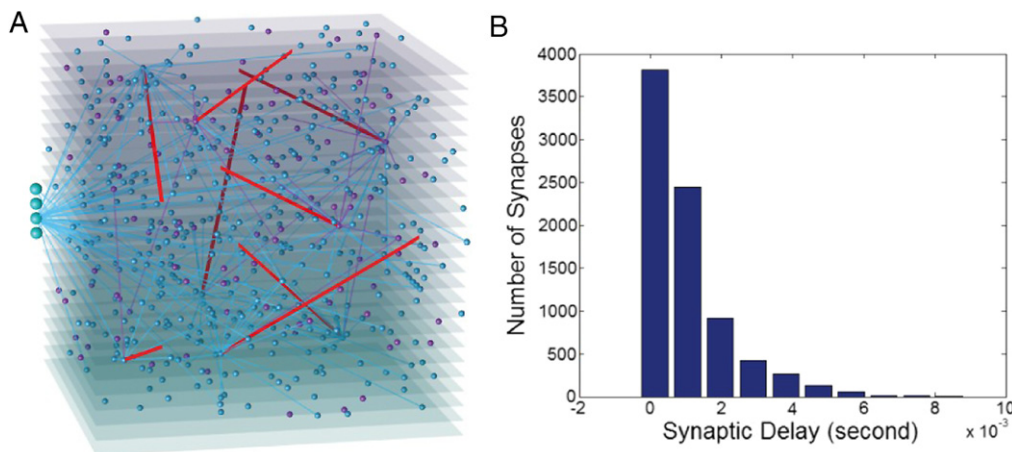 A
B
4000
3500
3000
2500
2000
1500
1000
500
0
Number of Synapses
-2 0 2 4 6 8 10
x 10-3
Synaptic Delay (second)